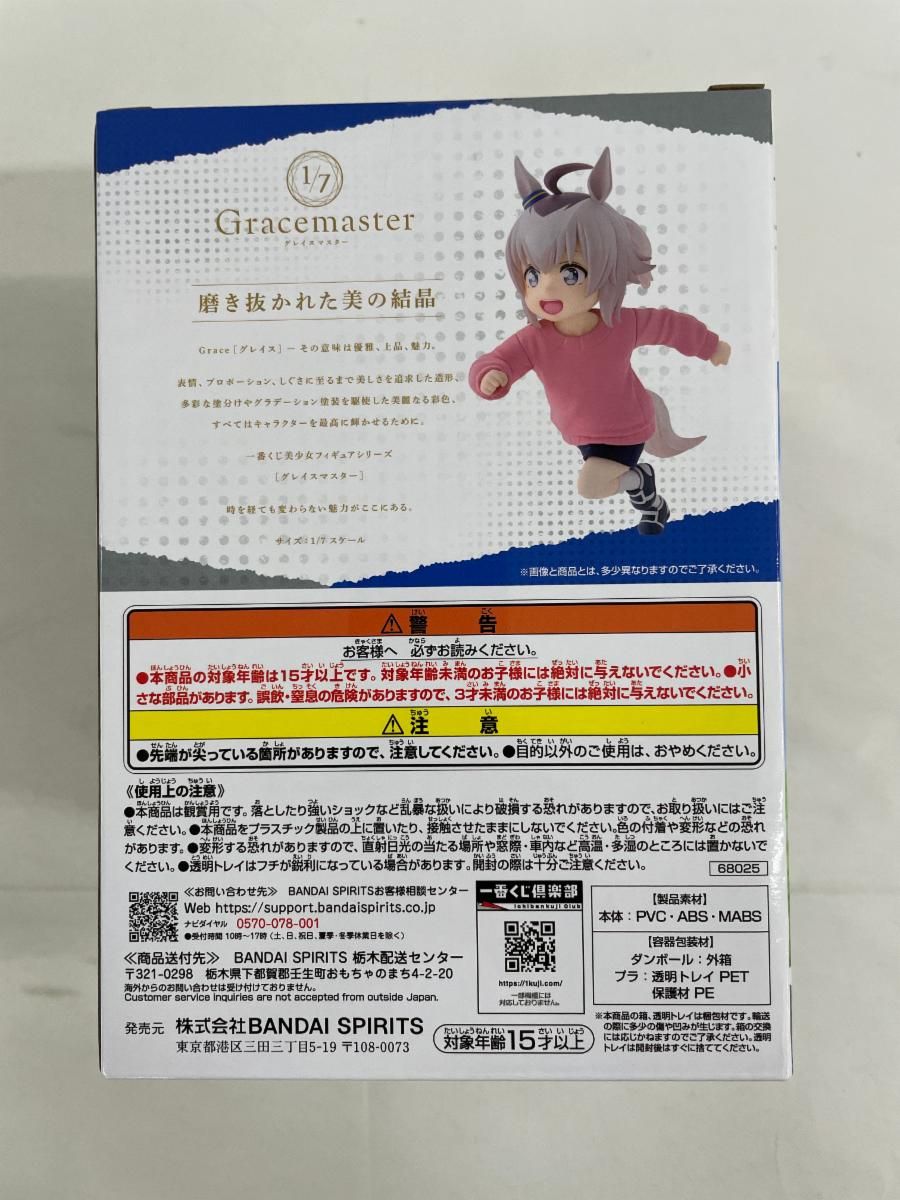 1/7
Gracemaster
グレイスマスター
磨き抜かれた美の結晶
Grace［グレイス］― その意味は優雅、上品、魅力。
表情、プロポーション、しぐさに至るまで美しさを追求した造形、
多彩な塗分けやグラデーション塗装を駆使した美麗なる彩色、
すべてはキャラクターを最高に輝かせるために。
一番くじ美少女フィギュアシリーズ
［グレイスマスター］
時を経ても変わらない魅力がここにある。
サイズ：1/7 スケール
※画像と商品とは、多少異なりますのでご了承ください。
⚠警告
お客様へ 必ずお読みください。
●本商品の対象年齢は15才以上です。対象年齢未満のお子様には絶対に与えないでください。●小
さな部品があります。誤飲・窒息の危険がありますので、3才未満のお子様には絶対に与えないでください。
⚠注意
●先端が尖っている箇所がありますので、注意してください。●目的以外のご使用は、おやめください。
《使用上の注意》
●本商品は観賞用です。落としたり強いショックなど乱暴な扱いにより破損する恐れがありますので、お取り扱いにはご注
意ください。●本商品をプラスチック製品の上に置いたり、接触させたままにしないでください。色の付着や変形などの恐れ
があります。●変形する恐れがありますので、直射日光の当たる場所や窓際・車内など高温・多湿のところには置かないで
ください。●透明トレイはフチが鋭利になっている場合があります。開封の際は十分ご注意ください。
68025
≪お問い合わせ先≫ BANDAI SPIRITSお客様相談センター
Web https://support.bandaispirits.co.jp
ナビダイヤル 0570-078-001
●受付時間 10時～17時（土、日、祝日、夏季・冬季休業日を除く）
≪商品送付先≫ BANDAI SPIRITS 栃木配送センター
〒321-0298 栃木県下都賀郡壬生町おもちゃのまち4-2-20
海外からのお問い合わせは受け付けておりません。
Customer service inquiries are not accepted from outside Japan.
発売元 株式会社BANDAI SPIRITS
東京都港区三田三丁目5-19 〒108-0073
一番くじ倶楽部
Ichibankuji Club
https://1kuji.com/
一部機種には
対応しておりません。
対象年齢15才以上
【製品素材】
本体：PVC・ABS・MABS
【容器包装材】
ダンボール：外箱
プラ：透明トレイ PET
保護材 PE
※本商品の箱、透明トレイは梱包材です。輸送
の際に多少の傷や凹みが生じます。箱の交換
には応じかねますのでご了承ください。透明
トレイは開封後はすぐに捨ててください。